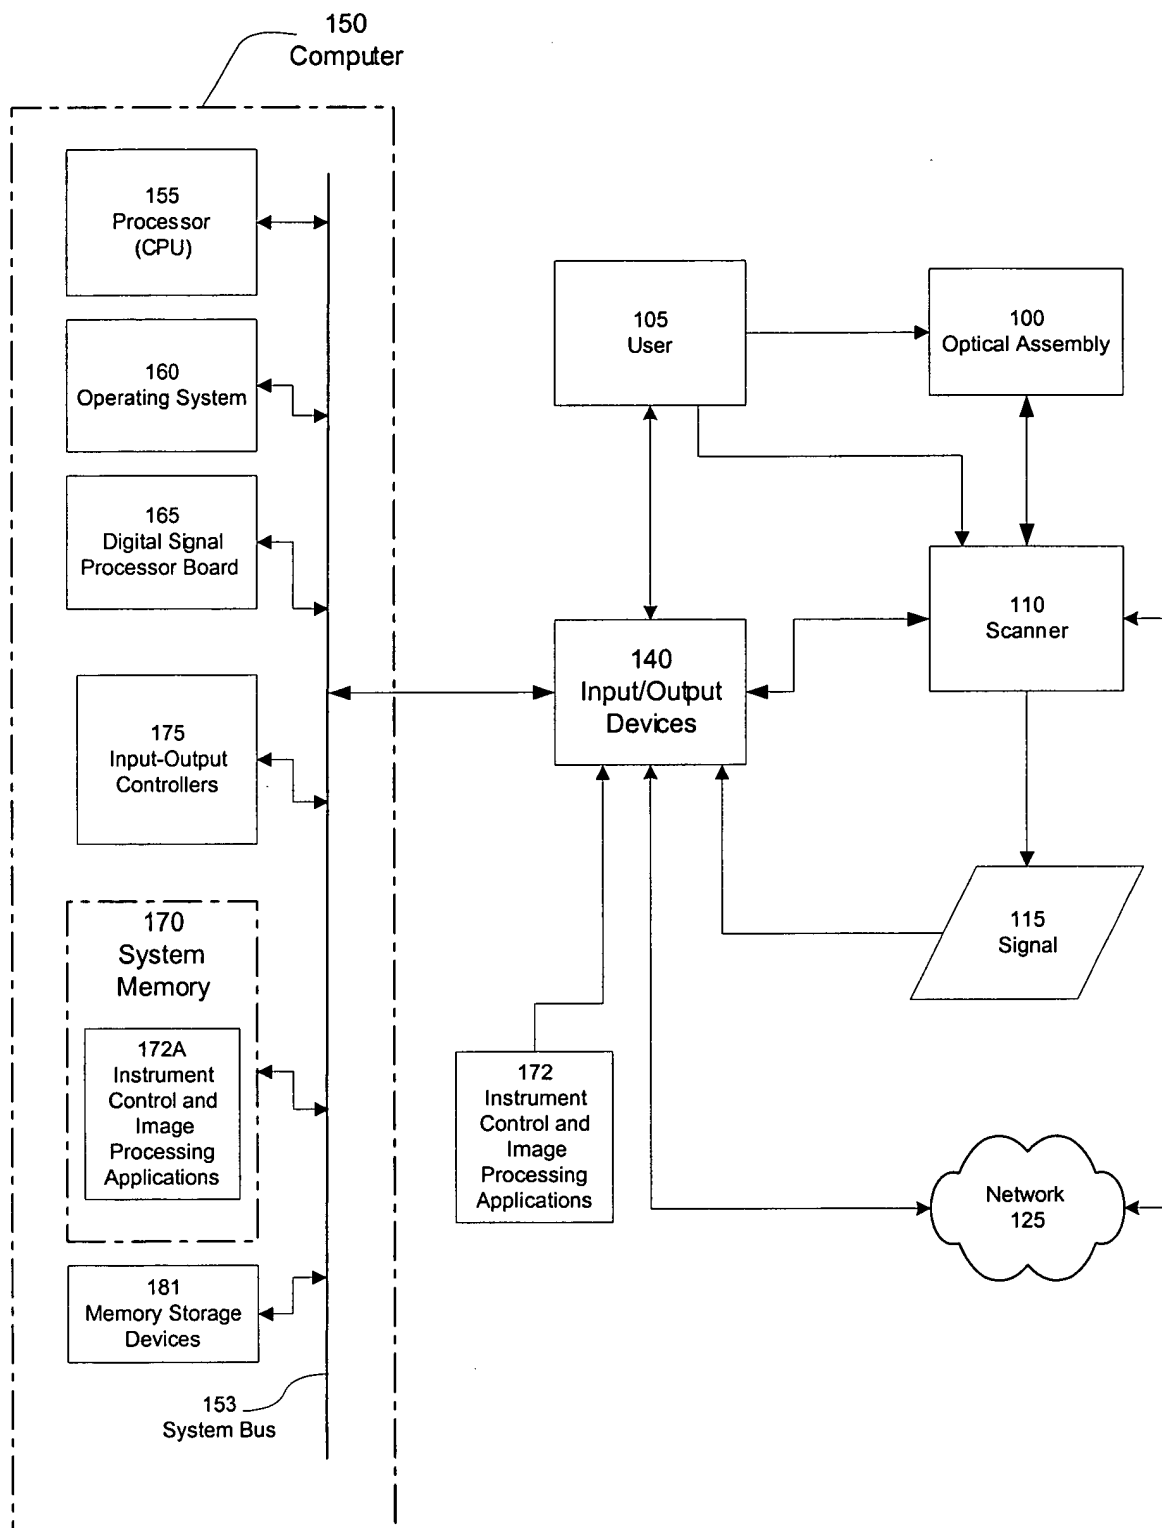 150
Computer
155
Processor
(CPU)
160
Operating System
165
Digital Signal
Processor Board
175
Input-Output
Controllers
170
System
Memory
172A
Instrument
Control and
Image
Processing
Applications
181
Memory Storage
Devices
153
System Bus
105
User
100
Optical Assembly
110
Scanner
140
Input/Output
Devices
115
Signal
172
Instrument
Control and
Image
Processing
Applications
Network
125